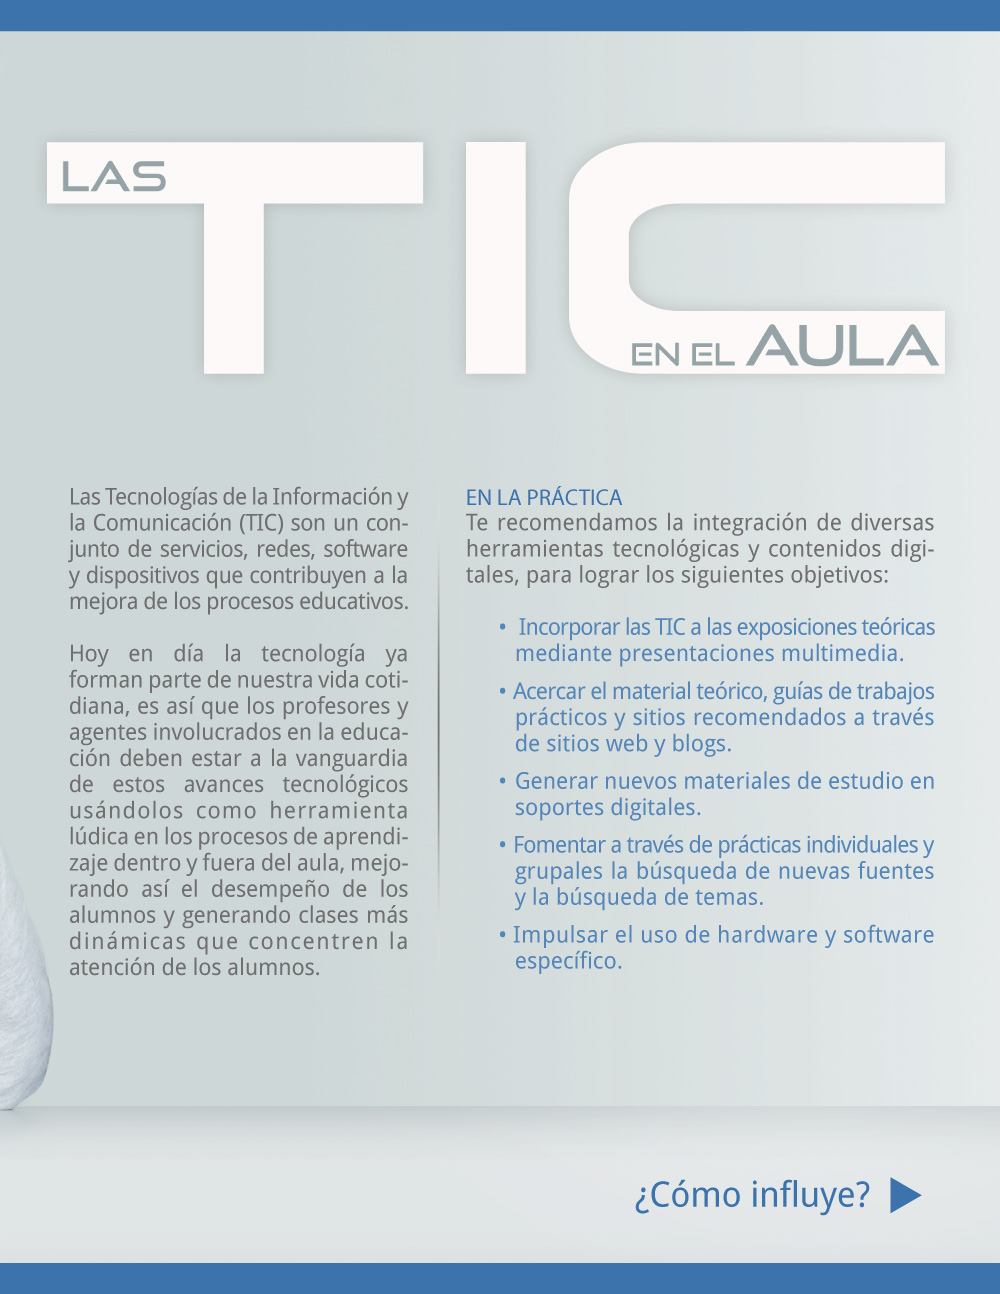 LAS
TIC
EN EL AULA
Las Tecnologías de la Información y
la Comunicación (TIC) son un con-
junto de servicios, redes, software
y dispositivos que contribuyen a la
mejora de los procesos educativos.
Hoy en día la tecnología ya
forman parte de nuestra vida coti-
diana, es así que los profesores y
agentes involucrados en la educa-
ción deben estar a la vanguardia
de estos avances tecnológicos
usándolos como herramienta
lúdica en los procesos de aprendi-
zaje dentro y fuera del aula, mejo-
rando así el desempeño de los
alumnos y generando clases más
dinámicas que concentren la
atención de los alumnos.
EN LA PRÁCTICA
Te recomendamos la integración de diversas
herramientas tecnológicas y contenidos digi-
tales, para lograr los siguientes objetivos:
• Incorporar las TIC a las exposiciones teóricas
mediante presentaciones multimedia.
• Acercar el material teórico, guías de trabajos
prácticos y sitios recomendados a través
de sitios web y blogs.
• Generar nuevos materiales de estudio en
soportes digitales.
• Fomentar a través de prácticas individuales y
grupales la búsqueda de nuevas fuentes
y la búsqueda de temas.
• Impulsar el uso de hardware y software
específico.
¿Cómo influye?